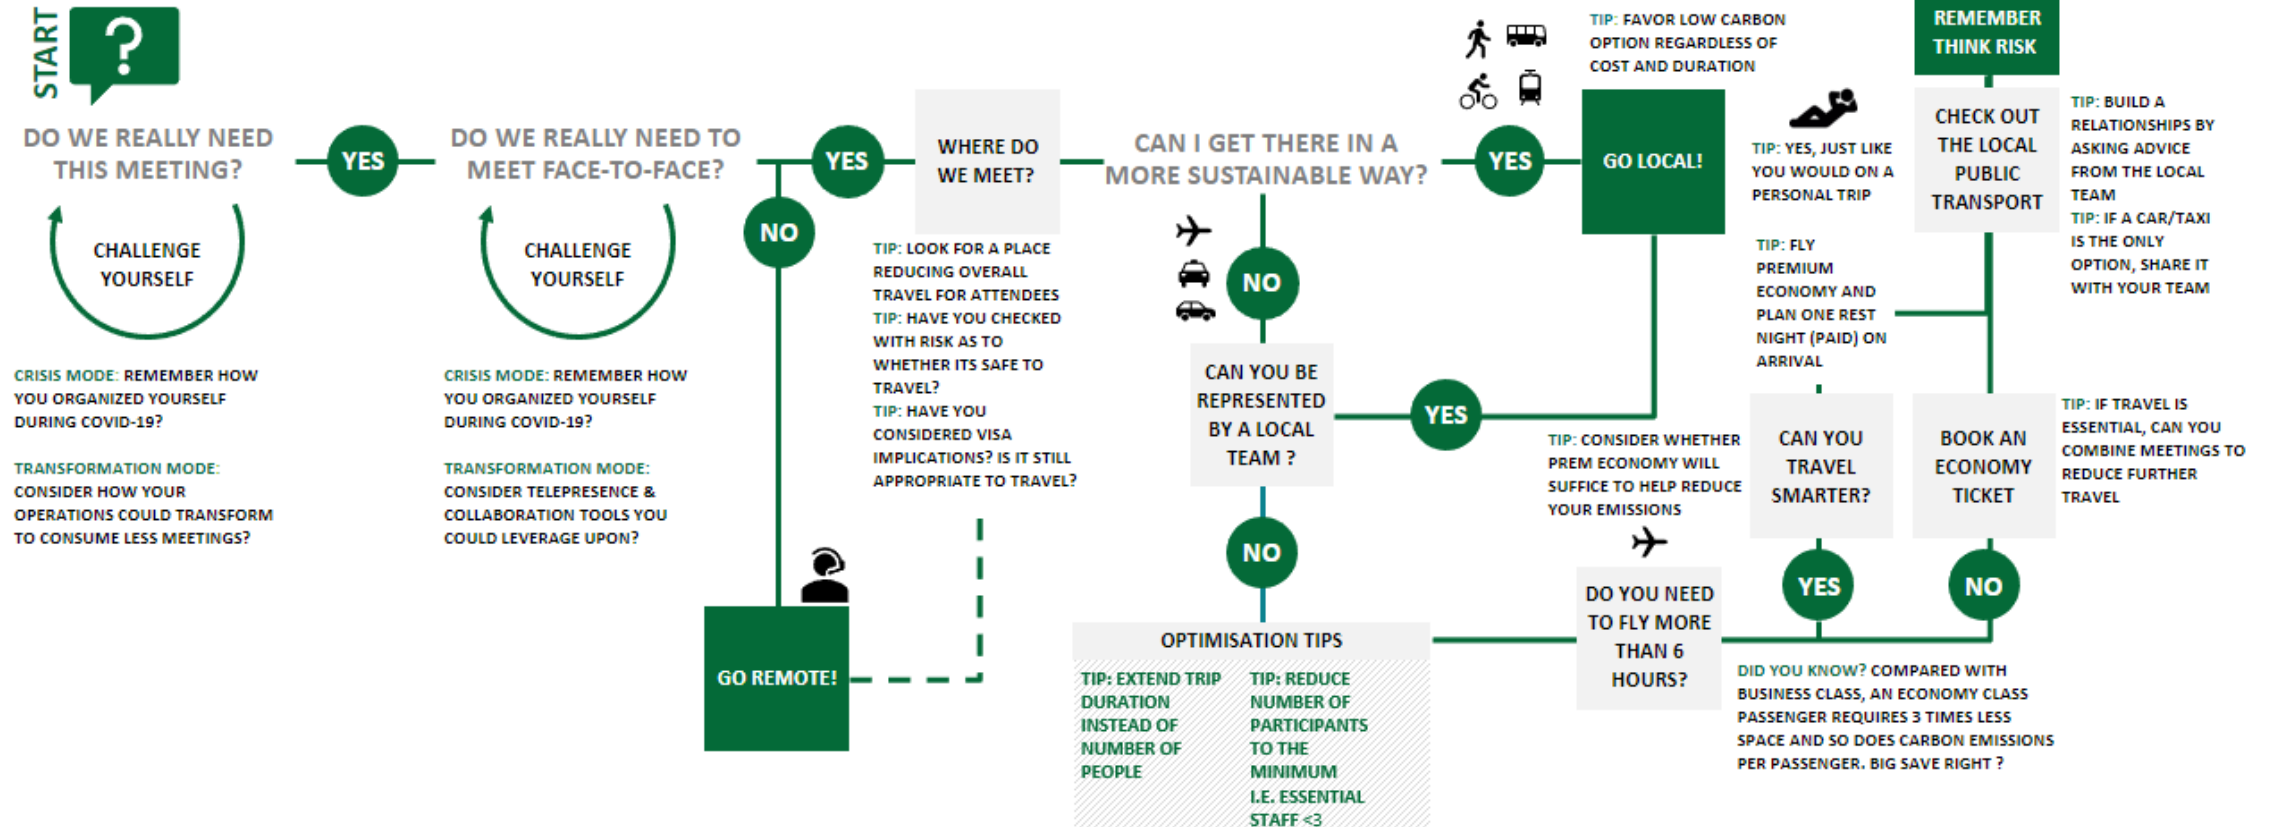 START
?
DO WE REALLY NEED
THIS MEETING?
CHALLENGE
YOURSELF
CRISIS MODE: REMEMBER HOW
YOU ORGANIZED YOURSELF
DURING COVID-19?
TRANSFORMATION MODE:
CONSIDER HOW YOUR
OPERATIONS COULD TRANSFORM
TO CONSUME LESS MEETINGS?
YES
DO WE REALLY NEED TO
MEET FACE-TO-FACE?
CHALLENGE
YOURSELF
CRISIS MODE: REMEMBER HOW
YOU ORGANIZED YOURSELF
DURING COVID-19?
TRANSFORMATION MODE:
CONSIDER TELEPRESENCE &
COLLABORATION TOOLS YOU
COULD LEVERAGE UPON?
NO
GO REMOTE!
YES
WHERE DO
WE MEET?
TIP: LOOK FOR A PLACE
REDUCING OVERALL
TRAVEL FOR ATTENDEES
TIP: HAVE YOU CHECKED
WITH RISK AS TO
WHETHER ITS SAFE TO
TRAVEL?
TIP: HAVE YOU
CONSIDERED VISA
IMPLICATIONS? IS IT STILL
APPROPRIATE TO TRAVEL?
CAN I GET THERE IN A
MORE SUSTAINABLE WAY?
YES
TIP: FAVOR LOW CARBON
OPTION REGARDLESS OF
COST AND DURATION
GO LOCAL!
NO
CAN YOU BE
REPRESENTED
BY A LOCAL
TEAM ?
YES
NO
OPTIMISATION TIPS
TIP: EXTEND TRIP
DURATION
INSTEAD OF
NUMBER OF
PEOPLE
TIP: REDUCE
NUMBER OF
PARTICIPANTS
TO THE
MINIMUM
I.E. ESSENTIAL
STAFF <3
TIP: CONSIDER WHETHER
PREM ECONOMY WILL
SUFFICE TO HELP REDUCE
YOUR EMISSIONS
DO YOU NEED
TO FLY MORE
THAN 6
HOURS?
TIP: YES, JUST LIKE
YOU WOULD ON A
PERSONAL TRIP
TIP: FLY
PREMIUM
ECONOMY AND
PLAN ONE REST
NIGHT (PAID) ON
ARRIVAL
CAN YOU
TRAVEL
SMARTER?
YES
REMEMBER
THINK RISK
CHECK OUT
THE LOCAL
PUBLIC
TRANSPORT
TIP: BUILD A
RELATIONSHIPS BY
ASKING ADVICE
FROM THE LOCAL
TEAM
TIP: IF A CAR/TAXI
IS THE ONLY
OPTION, SHARE IT
WITH YOUR TEAM
BOOK AN
ECONOMY
TICKET
TIP: IF TRAVEL IS
ESSENTIAL, CAN YOU
COMBINE MEETINGS TO
REDUCE FURTHER
TRAVEL
NO
DID YOU KNOW? COMPARED WITH
BUSINESS CLASS, AN ECONOMY CLASS
PASSENGER REQUIRES 3 TIMES LESS
SPACE AND SO DOES CARBON EMISSIONS
PER PASSENGER. BIG SAVE RIGHT ?